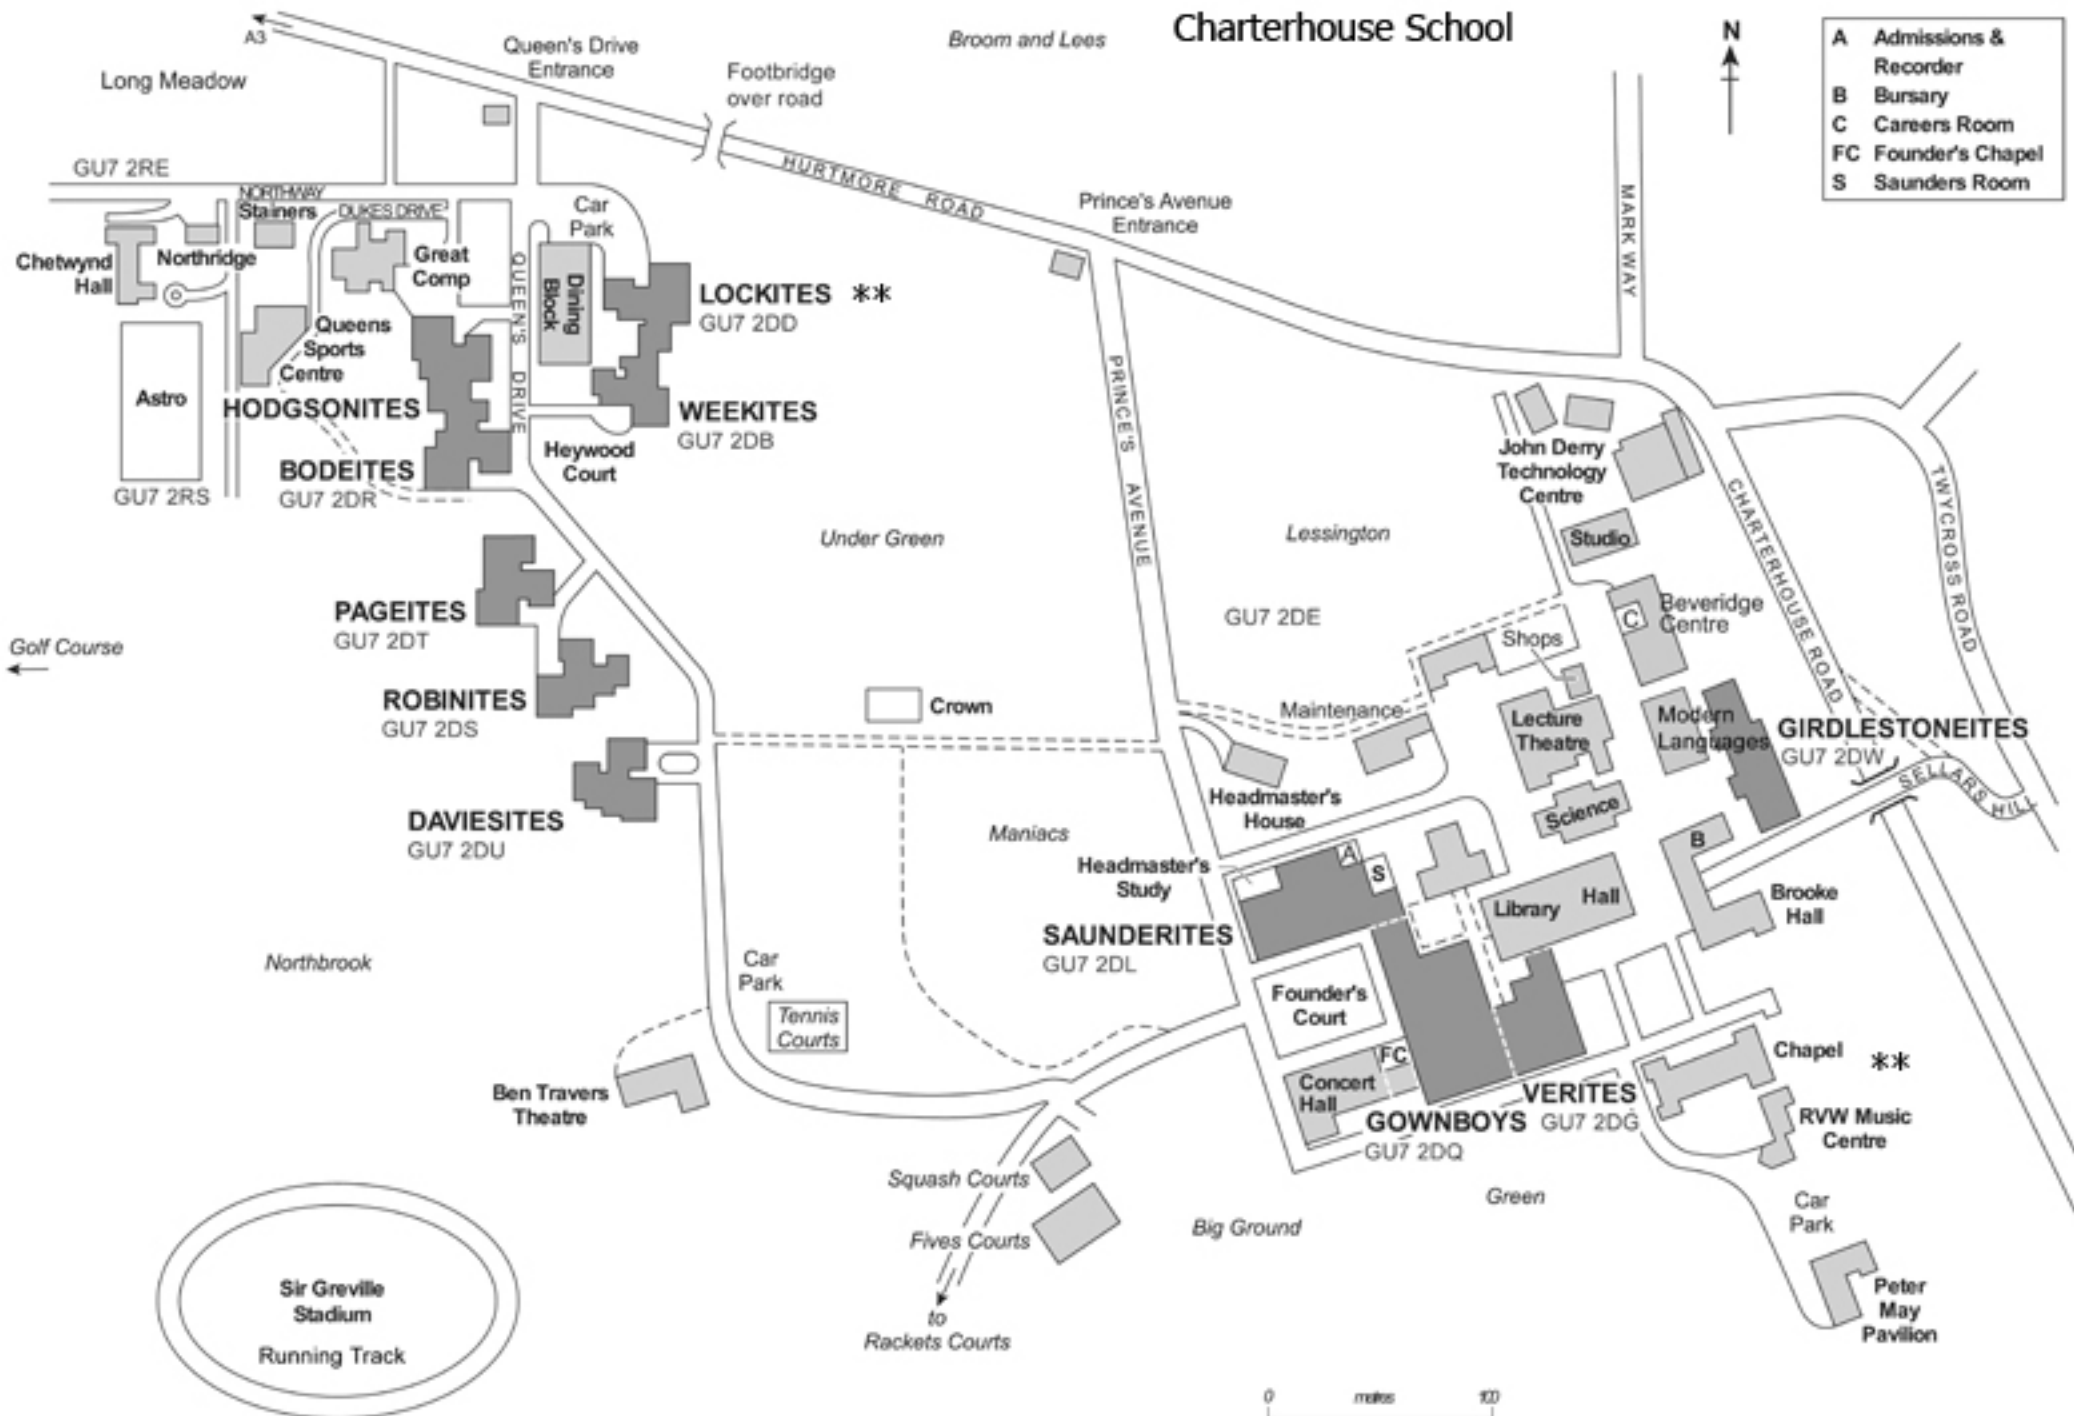 Charterhouse School
N
A Admissions &
Recorder
B Bursary
C Careers Room
FC Founder's Chapel
S Saunders Room
A3
Queen's Drive
Entrance
Broom and Lees
Long Meadow
Footbridge
over road
GU7 2RE
HURTMORE ROAD
NORTHWAY
Stainers
DUKES DRIVE
Car
Park
Prince's Avenue
Entrance
MARK WAY
Chetwynd
Hall
Northridge
Great
Comp
QUEEN'S DRIVE
Dining
Block
LOCKITES **
GU7 2DD
Queens
Sports
Centre
Astro
GU7 2RS
HODGSONITES
WEEKITES
GU7 2DB
PRINCE'S AVENUE
BODEITES
GU7 2DR
Heywood
Court
John Derry
Technology
Centre
CHARTERHOUSE ROAD
TWYCROSS ROAD
Under Green
Lessington
Studio
PAGEITES
GU7 2DT
GU7 2DE
Beveridge
Centre
C
Shops
Golf Course
ROBINITES
GU7 2DS
Crown
Maintenance
Lecture
Theatre
Modern
Languages
GIRDLESTONEITES
GU7 2DW
SELLARS HILL
DAVIESITES
GU7 2DU
Maniacs
Headmaster's
House
Science
B
Headmaster's
Study
A
S
Library Hall
Brooke
Hall
SAUNDERITES
GU7 2DL
Northbrook
Car
Park
Tennis
Courts
Founder's
Court
FC
Concert
Hall
Chapel **
Ben Travers
Theatre
VERITES
GU7 2DG
GOWNBOYS
GU7 2DQ
RVW Music
Centre
Squash Courts
Fives Courts
Big Ground
Green
Car
Park
to
Rackets Courts
Peter
May
Pavilion
Sir Greville
Stadium
Running Track
0 metres 100